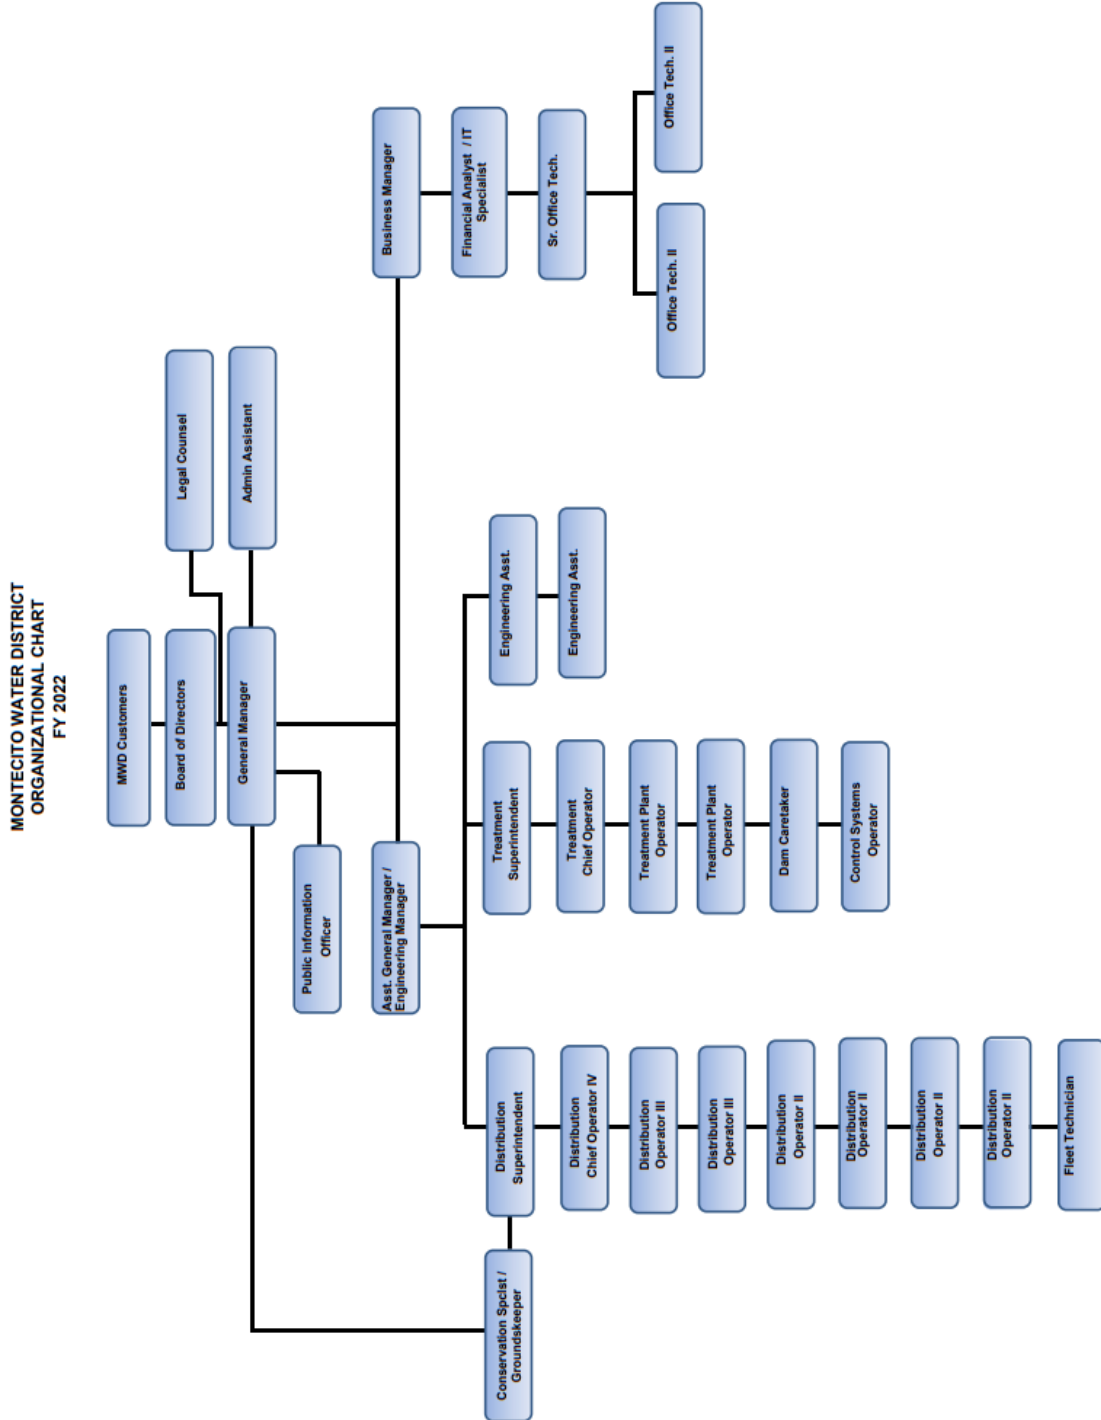 MONTECITO WATER DISTRICT
ORGANIZATIONAL CHART
FY 2022
MWD Customers
Board of Directors
Legal Counsel
General Manager
Admin Assistant
Public Information
Officer
Asst. General Manager /
Engineering Manager
Business Manager
Financial Analyst / IT
Specialist
Sr. Office Tech.
Office Tech. II
Office Tech. II
Conservation Spclst /
Groundskeeper
Distribution
Superintendent
Distribution
Chief Operator IV
Distribution
Operator III
Distribution
Operator III
Distribution
Operator II
Distribution
Operator II
Distribution
Operator II
Distribution
Operator II
Fleet Technician
Treatment
Superintendent
Treatment
Chief Operator
Treatment Plant
Operator
Treatment Plant
Operator
Dam Caretaker
Control Systems
Operator
Engineering Asst.
Engineering Asst.